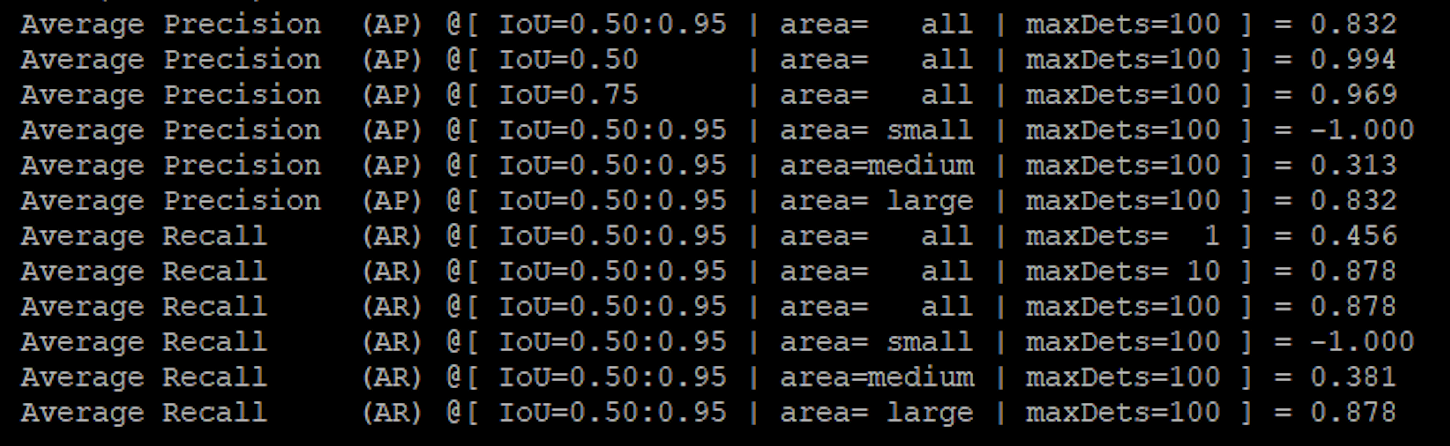 Average Precision  (AP) @[ IoU=0.50:0.95 | area=   all | maxDets=100 ] = 0.832
Average Precision  (AP) @[ IoU=0.50      | area=   all | maxDets=100 ] = 0.994
Average Precision  (AP) @[ IoU=0.75      | area=   all | maxDets=100 ] = 0.969
Average Precision  (AP) @[ IoU=0.50:0.95 | area= small | maxDets=100 ] = -1.000
Average Precision  (AP) @[ IoU=0.50:0.95 | area=medium | maxDets=100 ] = 0.313
Average Precision  (AP) @[ IoU=0.50:0.95 | area= large | maxDets=100 ] = 0.832
Average Recall     (AR) @[ IoU=0.50:0.95 | area=   all | maxDets=  1 ] = 0.456
Average Recall     (AR) @[ IoU=0.50:0.95 | area=   all | maxDets= 10 ] = 0.878
Average Recall     (AR) @[ IoU=0.50:0.95 | area=   all | maxDets=100 ] = 0.878
Average Recall     (AR) @[ IoU=0.50:0.95 | area= small | maxDets=100 ] = -1.000
Average Recall     (AR) @[ IoU=0.50:0.95 | area=medium | maxDets=100 ] = 0.381
Average Recall     (AR) @[ IoU=0.50:0.95 | area= large | maxDets=100 ] = 0.878